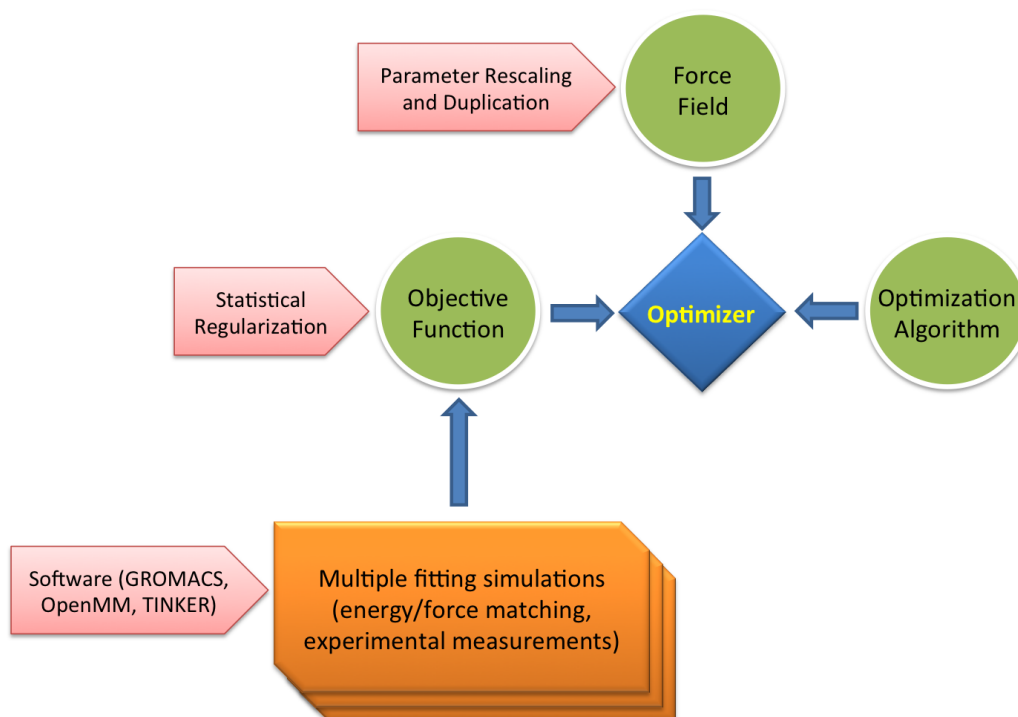 Parameter Rescaling
and Duplication
Force
Field
Statistical
Regularization
Objective
Function
Optimizer
Optimization
Algorithm
Software (GROMACS,
OpenMM, TINKER)
Multiple fitting simulations
(energy/force matching,
experimental measurements)